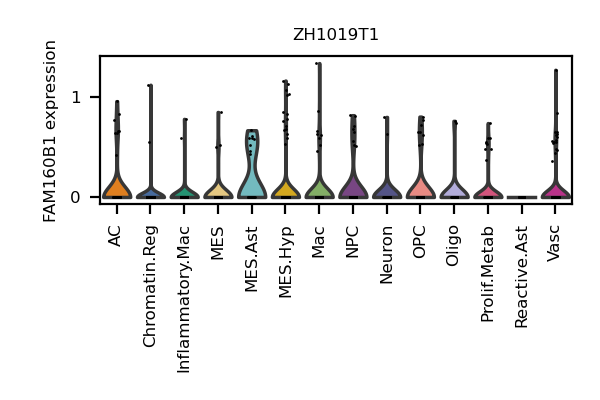 ZH1019T1
FAM160B1 expression
1
0
AC
Chromatin.Reg
Inflammatory.Mac
MES
MES.Ast
MES.Hyp
Mac
NPC
Neuron
OPC
Oligo
Prolif.Metab
Reactive.Ast
Vasc